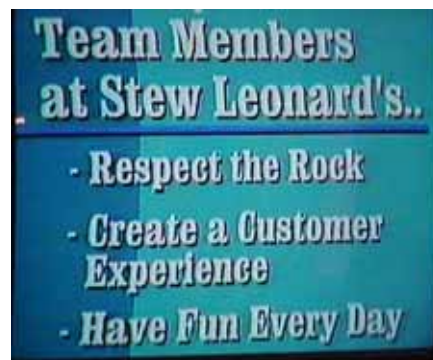 Team Members
at Stew Leonard's..
- Respect the Rock
- Create a Customer
Experience
- Have Fun Every Day